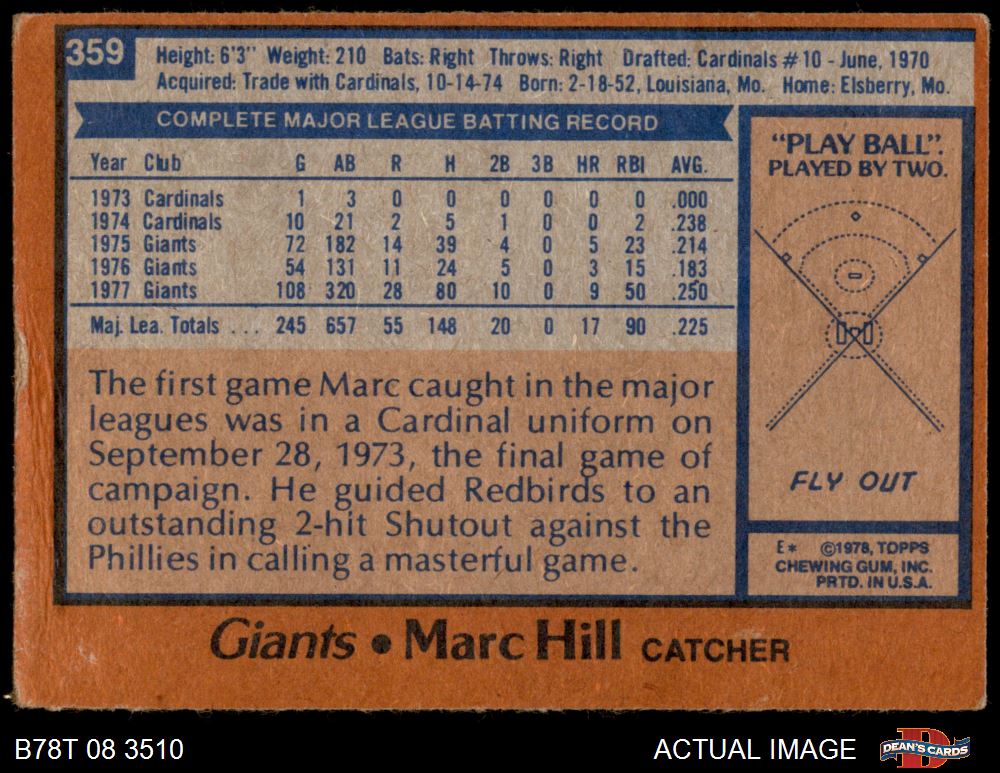 359
Height: 6'3" Weight: 210 Bats: Right Throws: Right Drafted: Cardinals #10 - June, 1970
Acquired: Trade with Cardinals, 10-14-74 Born: 2-18-52, Louisiana, Mo. Home: Elsberry, Mo.
COMPLETE MAJOR LEAGUE BATTING RECORD
Year Club G AB R H 2B 3B HR RBI AVG.
1973 Cardinals 1 3 0 0 0 0 0 0 .000
1974 Cardinals 10 21 2 5 1 0 0 2 .238
1975 Giants 72 182 14 39 4 0 5 23 .214
1976 Giants 54 131 11 24 5 0 3 15 .183
1977 Giants 108 320 28 80 10 0 9 50 .250
Maj. Lea. Totals ... 245 657 55 148 20 0 17 90 .225
The first game Marc caught in the major
leagues was in a Cardinal uniform on
September 28, 1973, the final game of
campaign. He guided Redbirds to an
outstanding 2-hit Shutout against the
Phillies in calling a masterful game.
"PLAY BALL".
PLAYED BY TWO.
FLY OUT
E* ©1978, TOPPS
CHEWING GUM, INC.
PRTD. IN U.S.A.
Giants • Marc Hill CATCHER
B78T 08 3510
ACTUAL IMAGE
DEAN'S CARDS